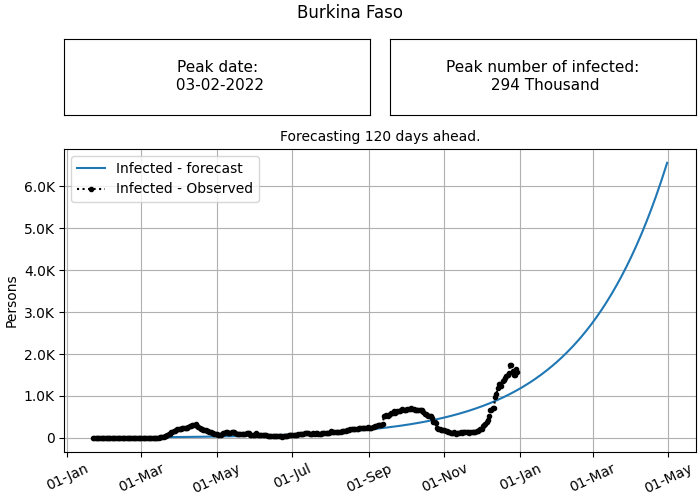 Burkina Faso
Peak date:
03-02-2022
Peak number of infected:
294 Thousand
Forecasting 120 days ahead.
Infected - forecast
Infected - Observed
Persons
6.0K
5.0K
4.0K
3.0K
2.0K
1.0K
0
01-Jan
01-Mar
01-May
01-Jul
01-Sep
01-Nov
01-Jan
01-Mar
01-May